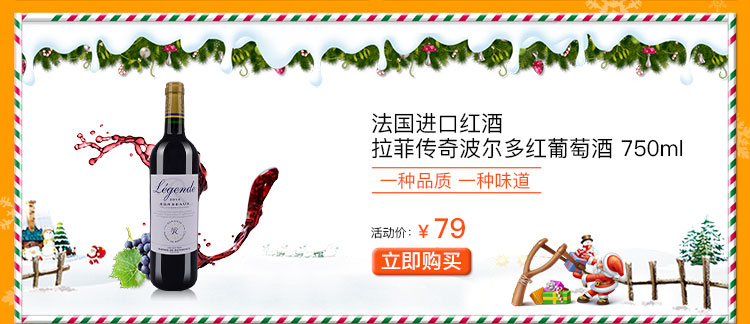 法国进口红酒
拉菲传奇波尔多红葡萄酒 750ml
一种品质 一种味道
活动价：￥79
立即购买
Légende
BORDEAUX